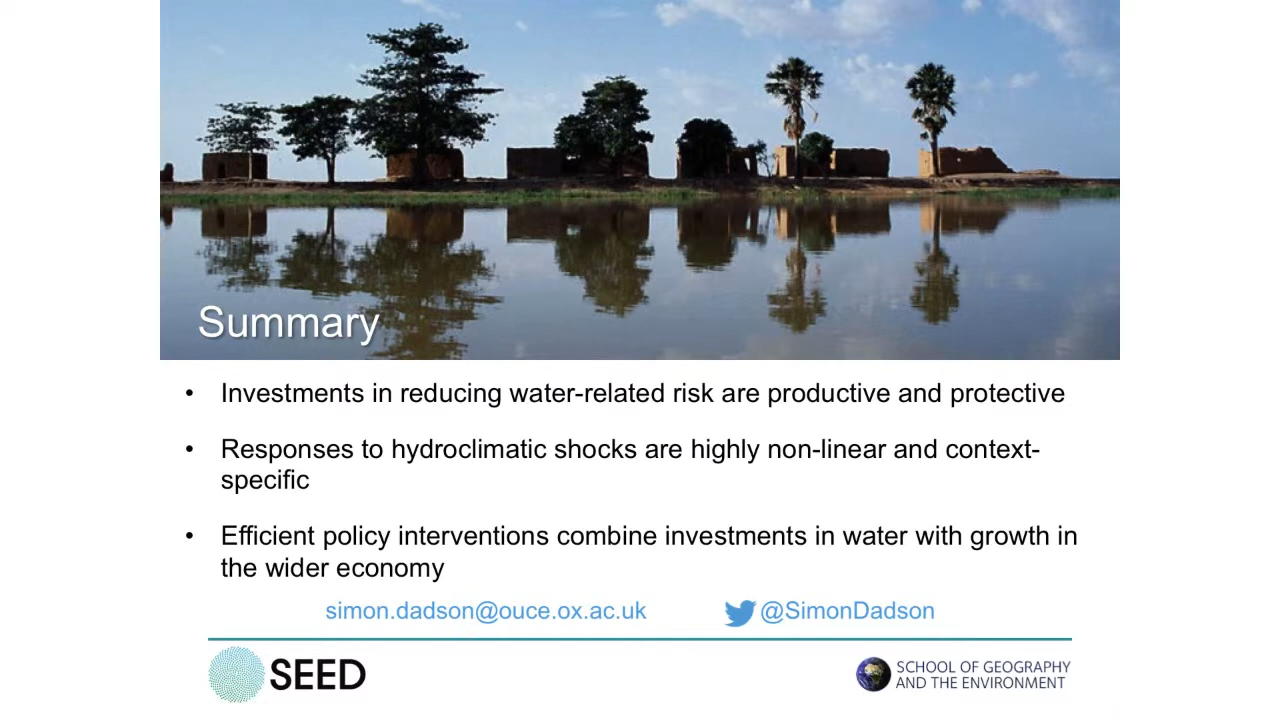 Summary
• Investments in reducing water-related risk are productive and protective
• Responses to hydroclimatic shocks are highly non-linear and context-
specific
• Efficient policy interventions combine investments in water with growth in
the wider economy
simon.dadson@ouce.ox.ac.uk @SimonDadson
SEED
SCHOOL OF GEOGRAPHY
AND THE ENVIRONMENT